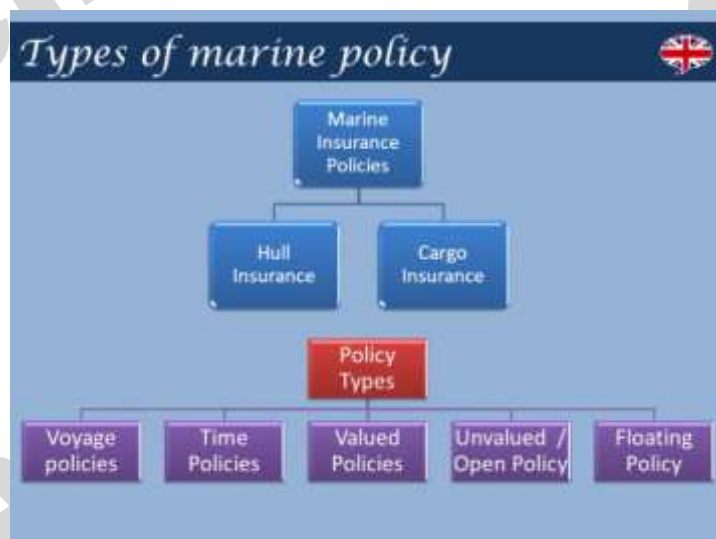 Types of marine policy
Marine
Insurance
Policies
Hull
Insurance
Cargo
Insurance
Policy
Types
Voyage
policies
Time
Policies
Valued
Policies
Unvalued /
Open Policy
Floating
Policy